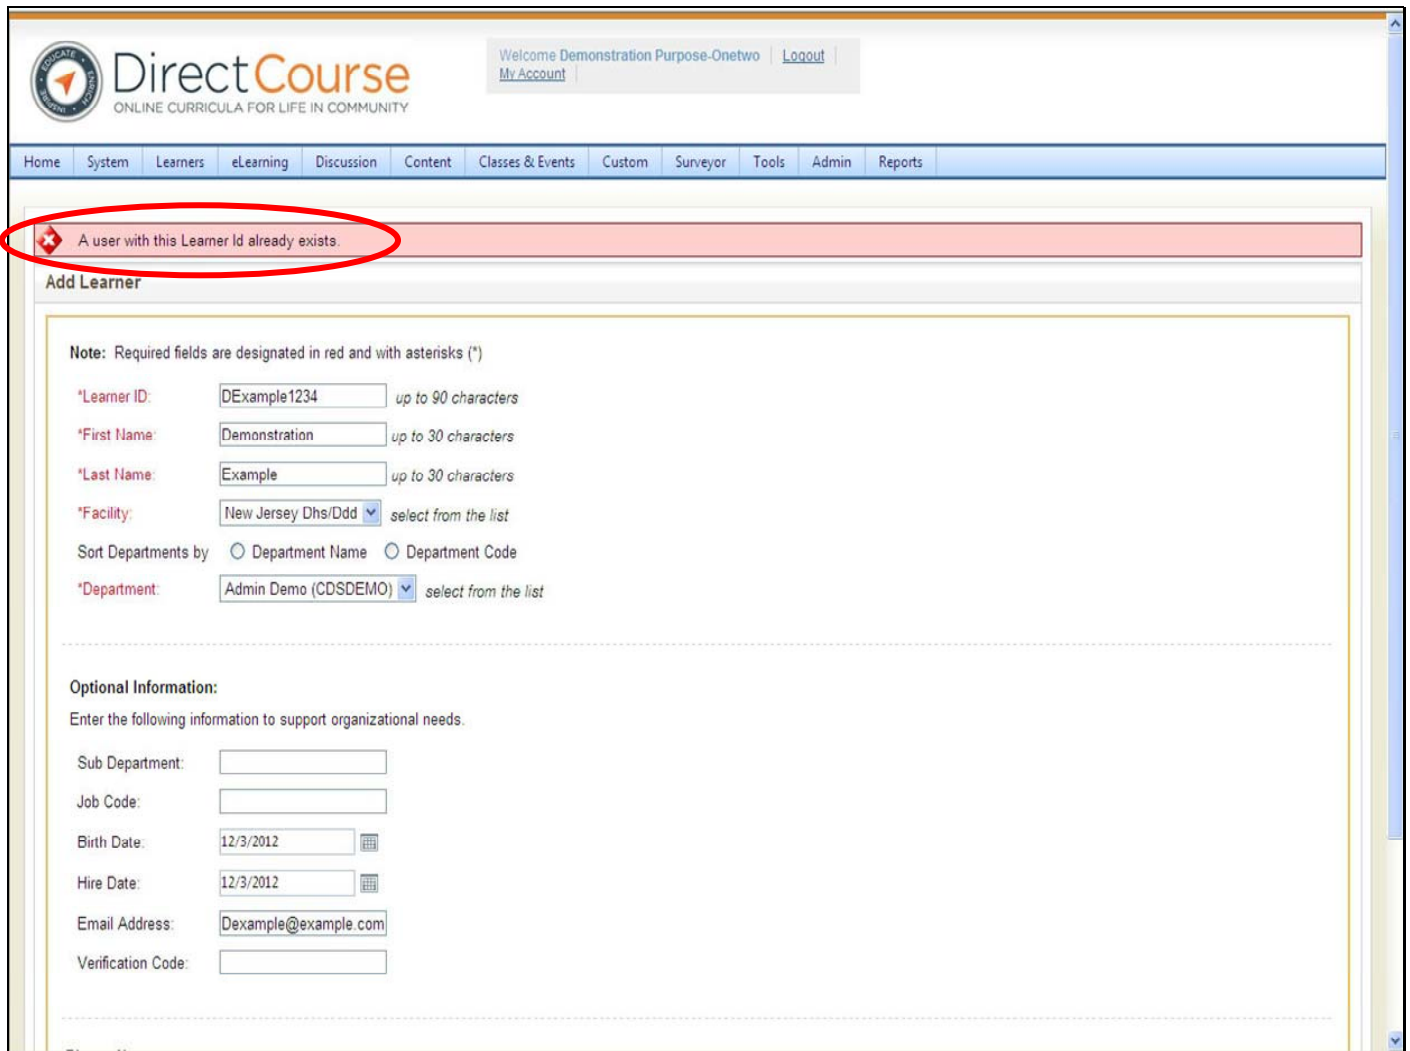 EDUCATE ENRICH INSPIRE
DirectCourse
ONLINE CURRICULA FOR LIFE IN COMMUNITY
Welcome Demonstration Purpose-Onetwo Logout
My Account
Home System Learners eLearning Discussion Content Classes & Events Custom Surveyor Tools Admin Reports
A user with this Learner Id already exists.
Add Learner
Note: Required fields are designated in red and with asterisks (*)
*Learner ID: DExample1234 up to 90 characters
*First Name: Demonstration up to 30 characters
*Last Name: Example up to 30 characters
*Facility: New Jersey Dhs/Ddd select from the list
Sort Departments by Department Name Department Code
*Department: Admin Demo (CDSDEMO) select from the list
Optional Information:
Enter the following information to support organizational needs.
Sub Department:
Job Code:
Birth Date: 12/3/2012
Hire Date: 12/3/2012
Email Address: Dexample@example.com
Verification Code: